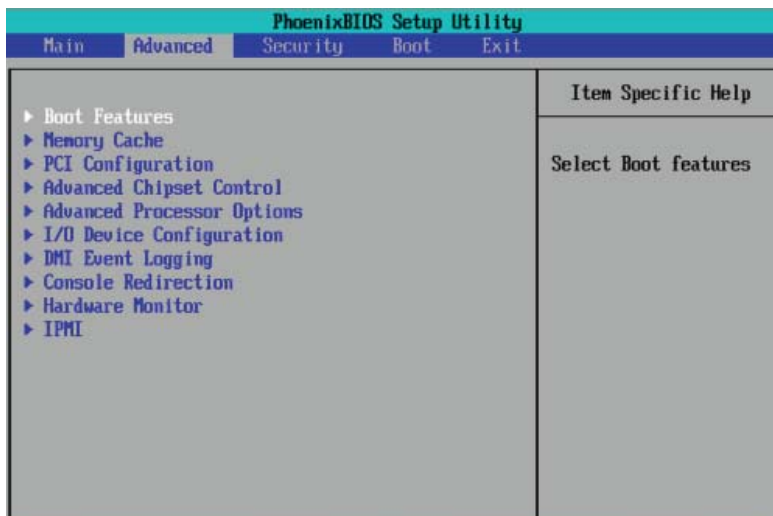 PhoenixBIOS Setup Utility
Main Advanced Security Boot Exit
Item Specific Help
Select Boot features
Boot Features
Memory Cache
PCI Configuration
Advanced Chipset Control
Advanced Processor Options
I/O Device Configuration
DMI Event Logging
Console Redirection
Hardware Monitor
IPMI